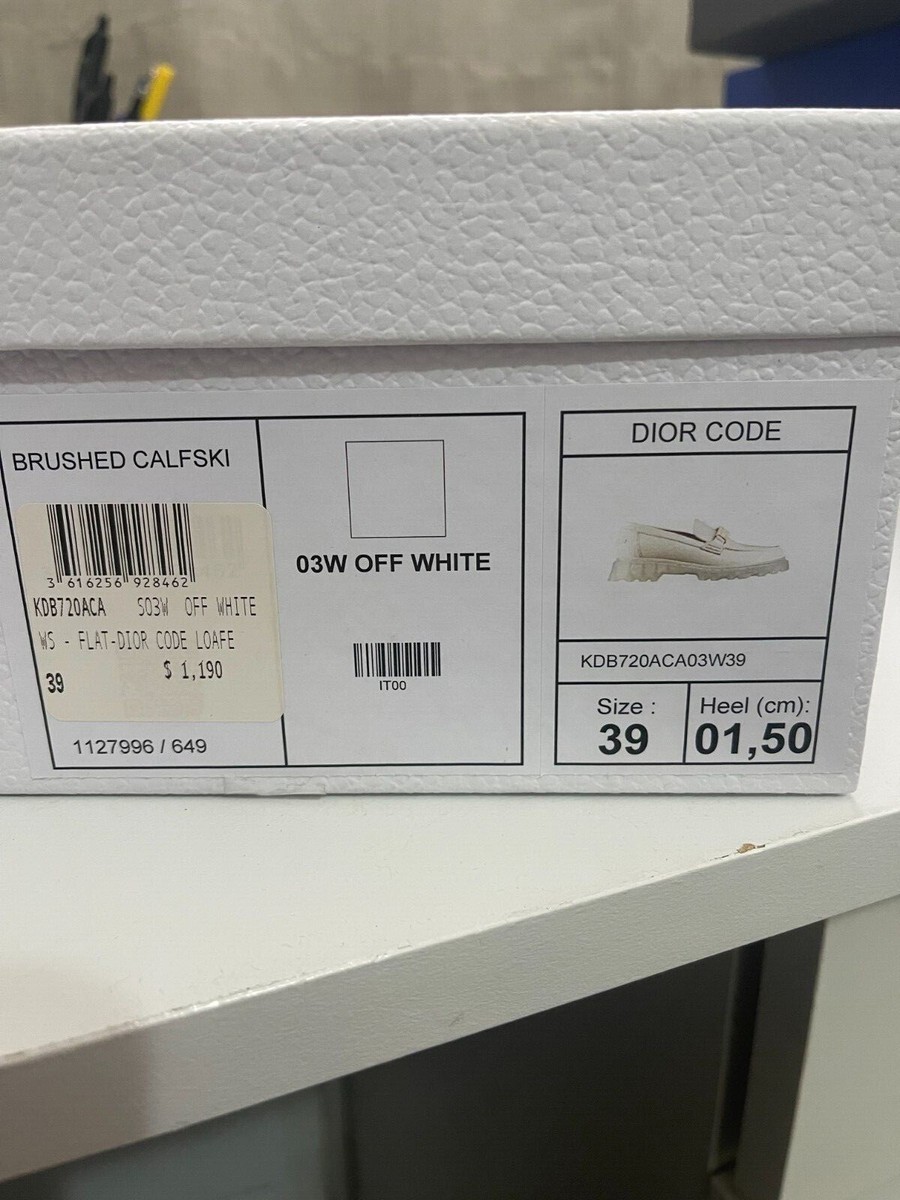 BRUSHED CALFSKI
3 616256 928462
KDB720ACA S03W OFF WHITE
WS - FLAT-DIOR CODE LOAFE
39 $ 1,190
1127996 / 649
03W OFF WHITE
IT00
DIOR CODE
KDB720ACA03W39
Size : Heel (cm):
39 01,50